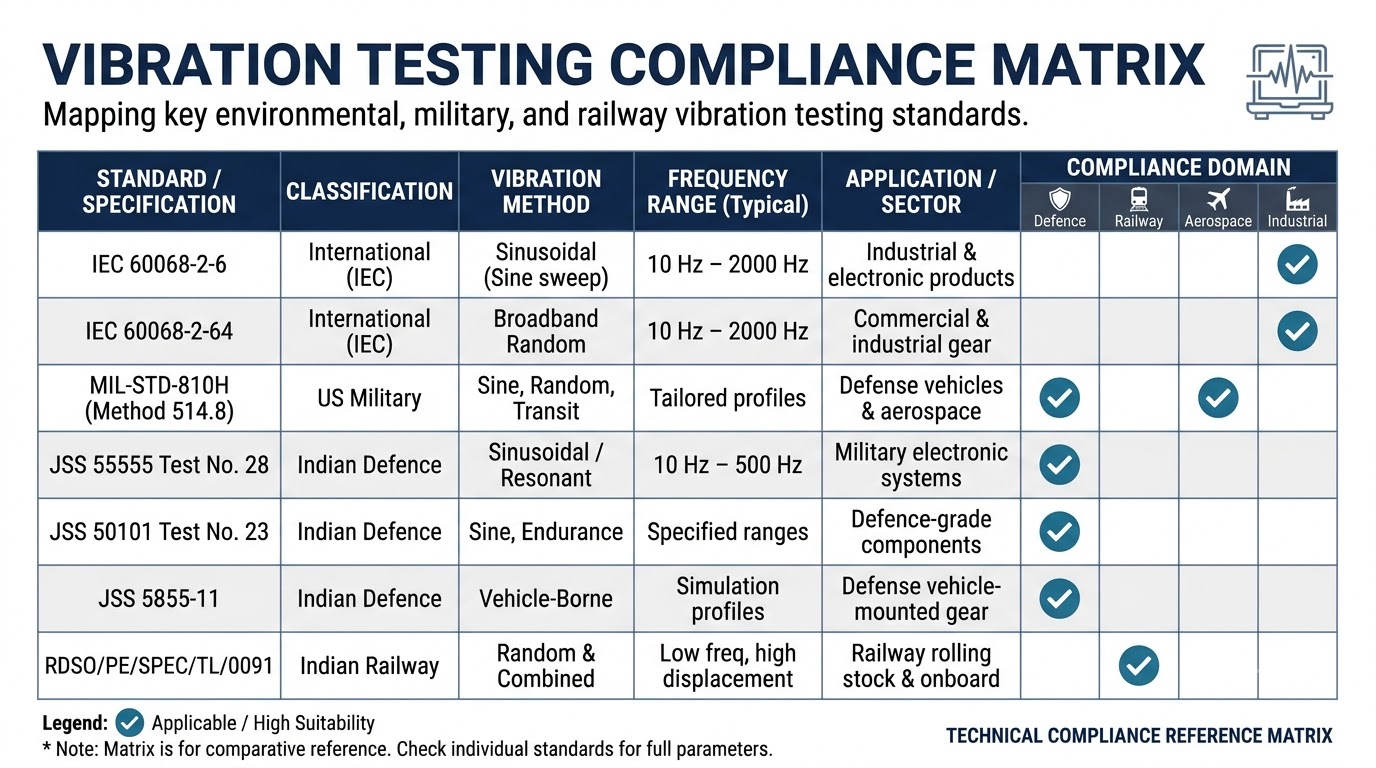 VIBRATION TESTING COMPLIANCE MATRIX
Mapping key environmental, military, and railway vibration testing standards.
STANDARD /
SPECIFICATION
CLASSIFICATION
VIBRATION
METHOD
FREQUENCY
RANGE (Typical)
APPLICATION /
SECTOR
COMPLIANCE DOMAIN
Defence
Railway
Aerospace
Industrial
IEC 60068-2-6
International
(IEC)
Sinusoidal
(Sine sweep)
10 Hz – 2000 Hz
Industrial &
electronic products
IEC 60068-2-64
International
(IEC)
Broadband
Random
10 Hz – 2000 Hz
Commercial &
industrial gear
MIL-STD-810H
(Method 514.8)
US Military
Sine, Random,
Transit
Tailored profiles
Defense vehicles
& aerospace
JSS 55555 Test No. 28
Indian Defence
Sinusoidal /
Resonant
10 Hz – 500 Hz
Military electronic
systems
JSS 50101 Test No. 23
Indian Defence
Sine, Endurance
Specified ranges
Defence-grade
components
JSS 5855-11
Indian Defence
Vehicle-Borne
Simulation
profiles
Defense vehicle-
mounted gear
RDSO/PE/SPEC/TL/0091
Indian Railway
Random &
Combined
Low freq, high
displacement
Railway rolling
stock & onboard
Legend: Applicable / High Suitability
* Note: Matrix is for comparative reference. Check individual standards for full parameters.
TECHNICAL COMPLIANCE REFERENCE MATRIX